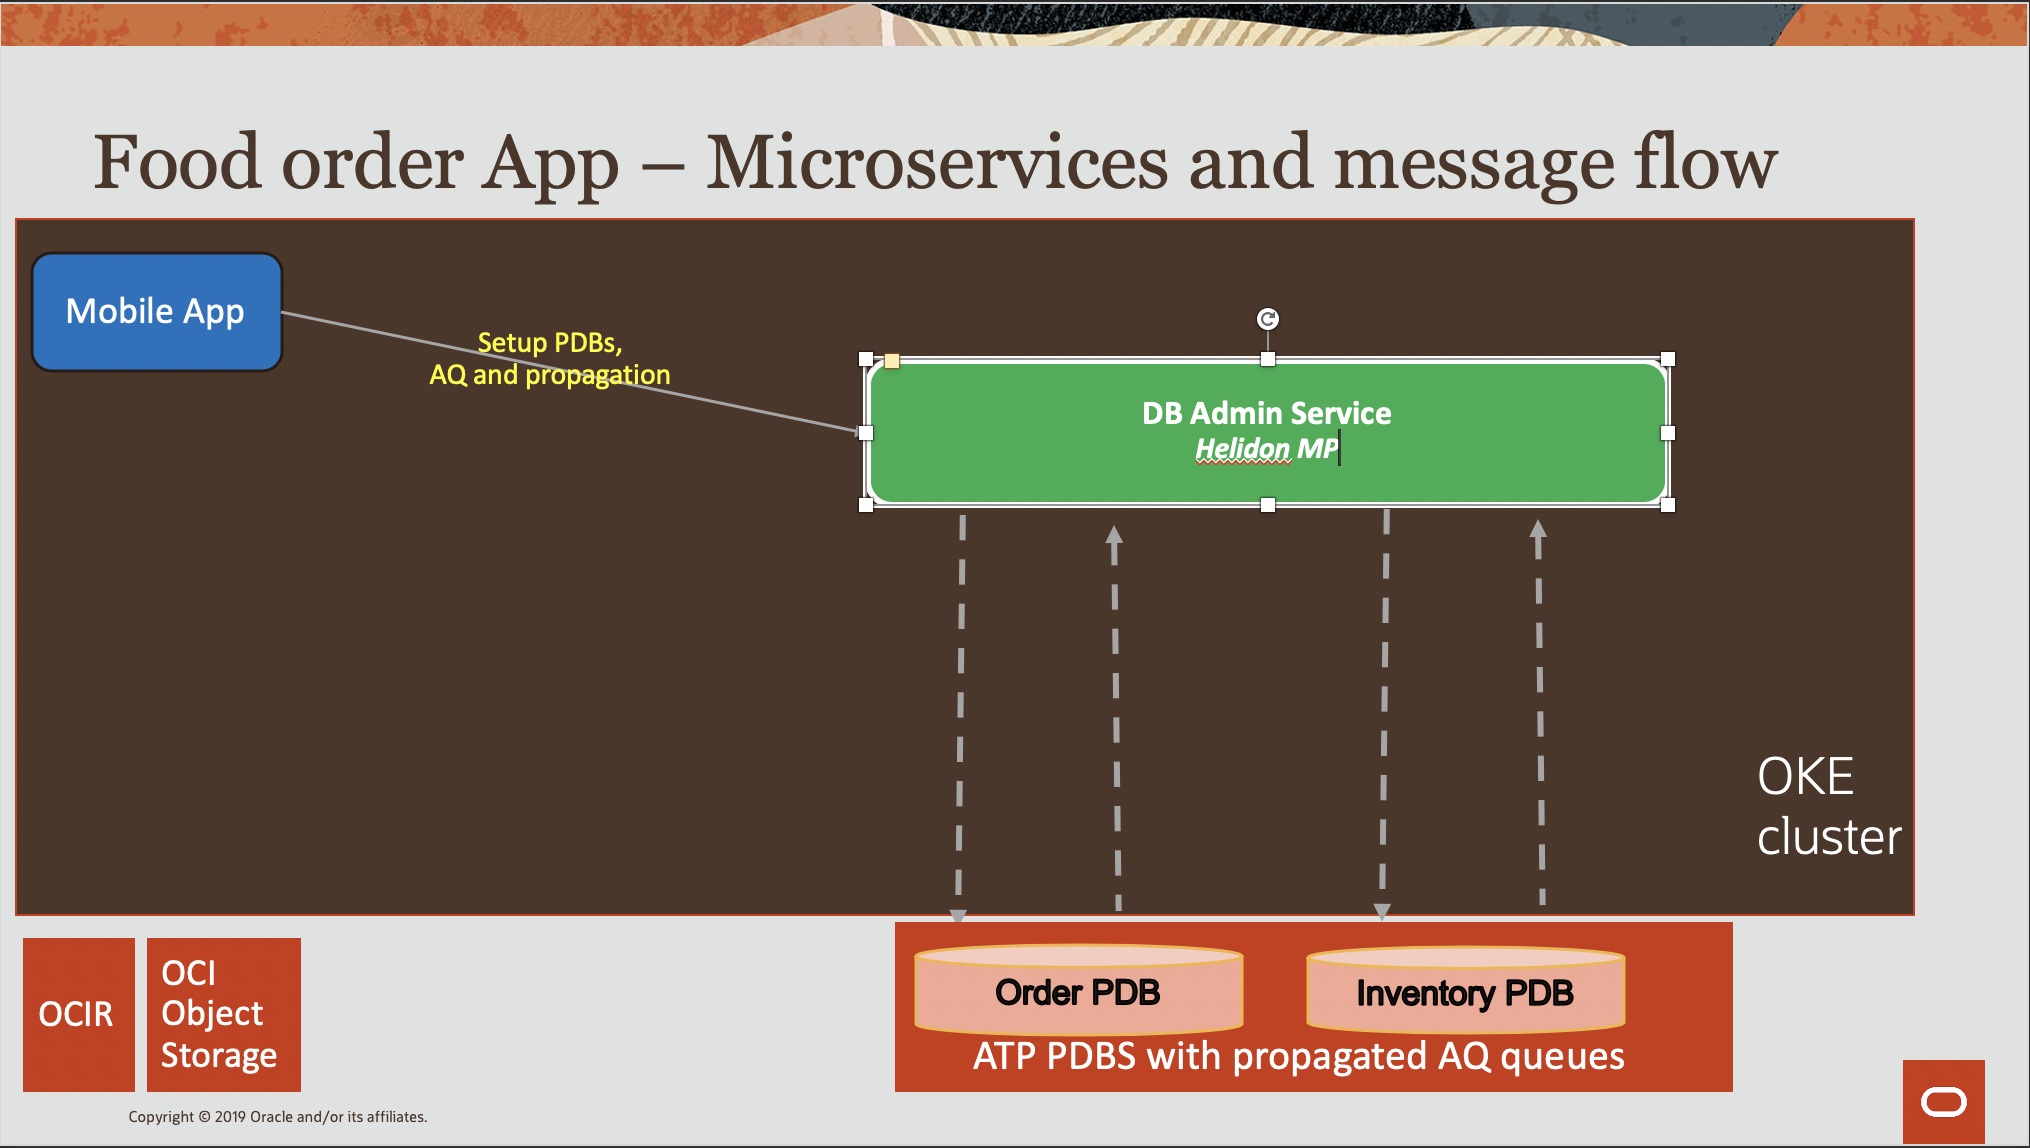 Food order App – Microservices and message flow
Mobile App
Setup PDBs,
AQ and propagation
DB Admin Service
Helidon MP
OKE
cluster
OCIR
OCI
Object
Storage
Order PDB
Inventory PDB
ATP PDBS with propagated AQ queues
Copyright © 2019 Oracle and/or its affiliates.